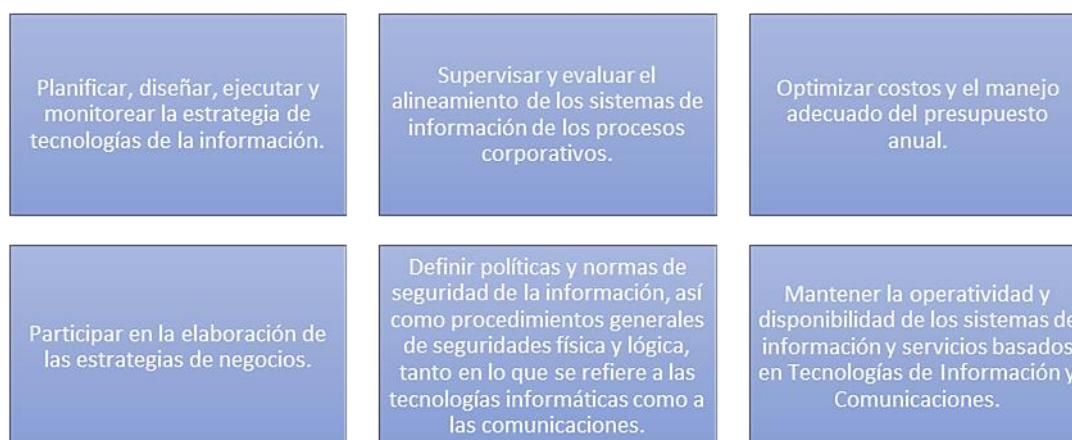 Planificar, diseñar, ejecutar y
monitorear la estrategia de
tecnologías de la información.
Supervisar y evaluar el
alineamiento de los sistemas de
información de los procesos
corporativos.
Optimizar costos y el manejo
adecuado del presupuesto
anual.
Participar en la elaboración de
las estrategias de negocios.
Definir políticas y normas de
seguridad de la información, así
como procedimientos generales
de seguridades física y lógica,
tanto en lo que se refiere a las
tecnologías informáticas como a
las comunicaciones.
Mantener la operatividad y
disponibilidad de los sistemas de
información y servicios basados
en Tecnologías de Información y
Comunicaciones.